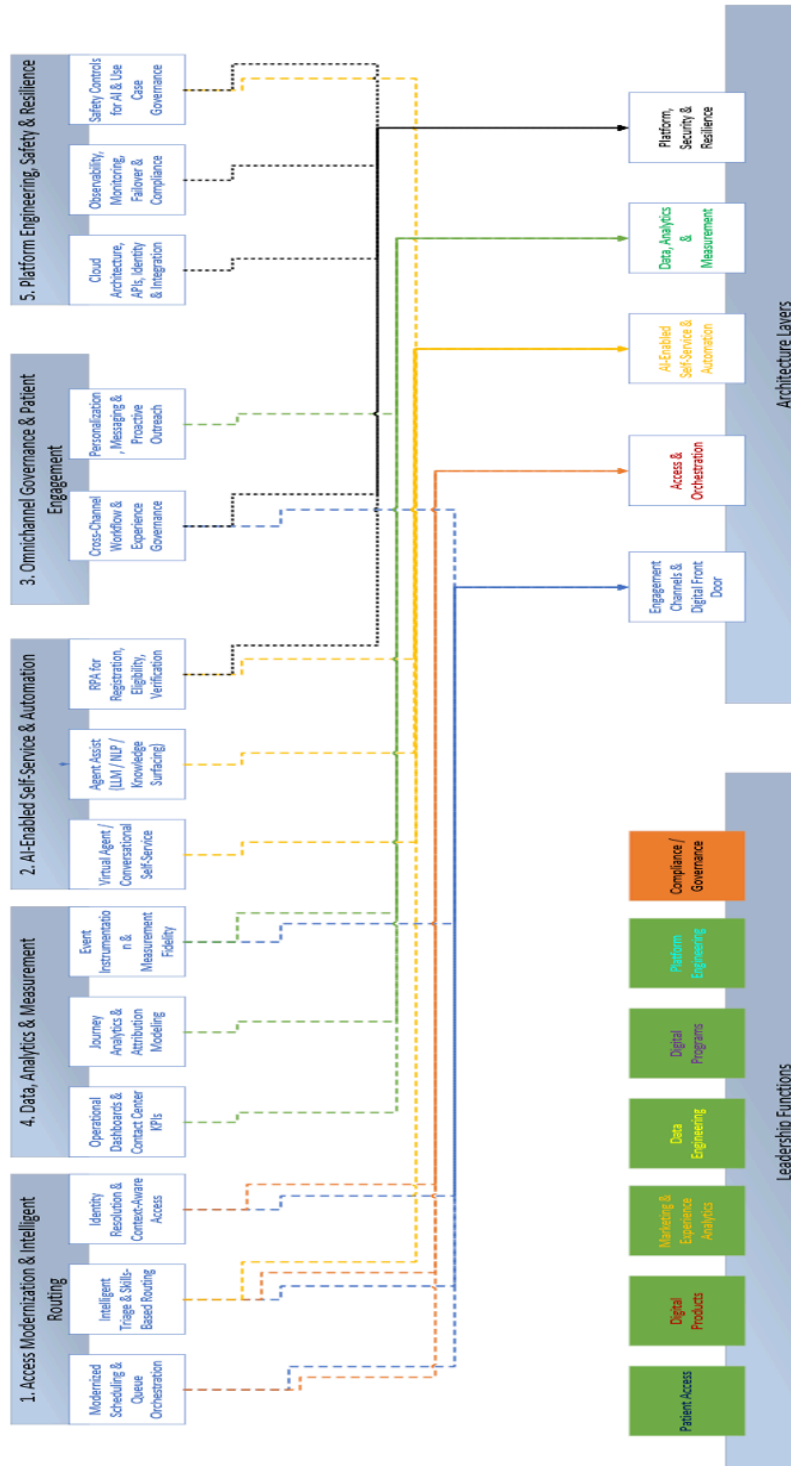 1. Access Modernization & Intelligent
Routing
Modernized
Scheduling &
Queue
Orchestration
Intelligent
Triage & Skills-
Based Routing
Identity
Resolution &
Context-Aware
Access
4. Data, Analytics & Measurement
Operational
Dashboards &
Contact Center
KPIs
Journey
Analytics &
Attribution
Modeling
Event
Instrumentatio
n &
Measurement
Fidelity
2. AI-Enabled Self-Service & Automation
Virtual Agent /
Conversational
Self-Service
Agent Assist
(LLM / NLP /
Knowledge
Surfacing)
RPA for
Registration,
Eligibility,
Verification
3. Omnichannel Governance & Patient
Engagement
Cross-Channel
Workflow &
Experience
Governance
Personalization
, Messaging &
Proactive
Outreach
5. Platform Engineering, Safety & Resilience
Cloud
Architecture,
APIs, Identity
& Integration
Observability,
Monitoring,
Failover &
Compliance
Safety Controls
for AI & Use
Case
Governance
Patient Access
Digital
Products
Marketing &
Experience
Analytics
Data
Engineering
Digital
Programs
Platform
Engineering
Compliance /
Governance
Leadership Functions
Engagement
Channels &
Digital Front
Door
Access &
Orchestration
AI-Enabled
Self-Service &
Automation
Data, Analytics
&
Measurement
Platform,
Security &
Resilience
Architecture Layers